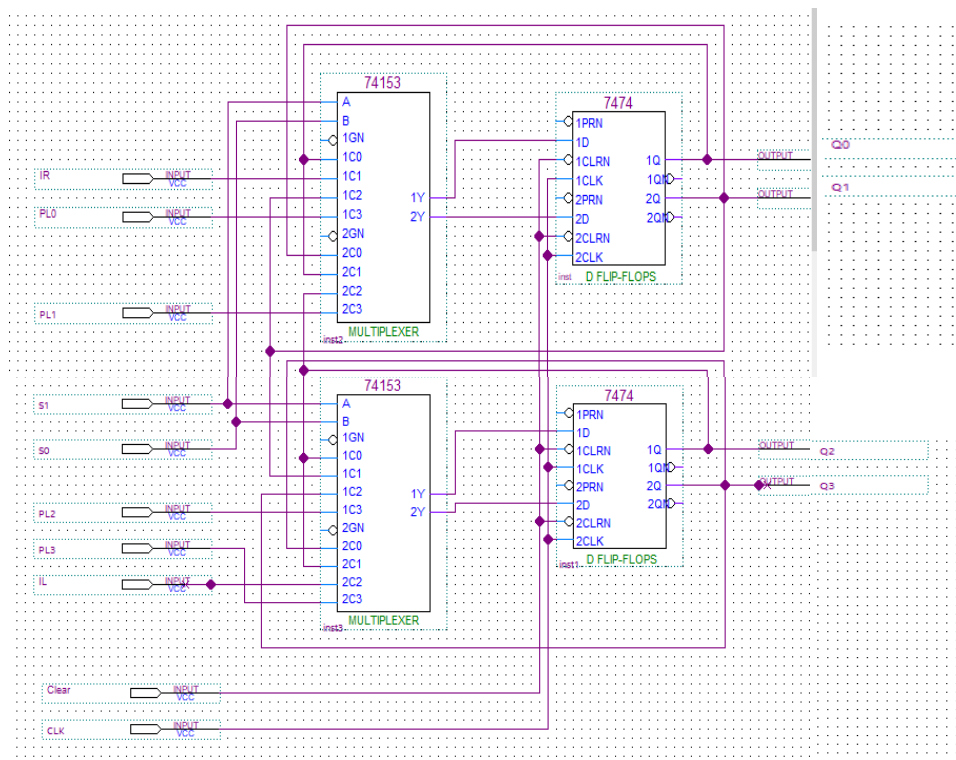 74153
A
B
1GN
1C0
1C1
1C2
1C3
2GN
2C0
2C1
2C2
2C3
1Y
2Y
MULTIPLEXER
inst2
7474
1PRN
1D
1CLRN
1CLK
2PRN
2D
2CLRN
2CLK
1Q
1QN
2Q
2QN
inst
D FLIP-FLOPS
OUTPUT
Q0
OUTPUT
Q1
IR
INPUT
VCC
PL0
INPUT
VCC
PL1
INPUT
VCC
S1
INPUT
VCC
S0
INPUT
VCC
PL2
INPUT
VCC
PL3
INPUT
VCC
IL
INPUT
VCC
74153
A
B
1GN
1C0
1C1
1C2
1C3
2GN
2C0
2C1
2C2
2C3
1Y
2Y
MULTIPLEXER
inst3
7474
1PRN
1D
1CLRN
1CLK
2PRN
2D
2CLRN
2CLK
1Q
1QN
2Q
2QN
inst1
D FLIP-FLOPS
OUTPUT
Q2
OUTPUT
Q3
Clear
INPUT
VCC
CLK
INPUT
VCC